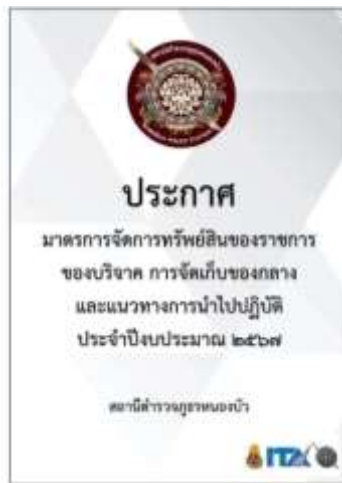 ประกาศ
มาตรการจัดการทรัพย์สินของราชการ
ของบริจาค การจัดเก็บของกลาง
และแนวทางการนำไปปฏิบัติ
ประจำปีงบประมาณ ๒๕๖๗
สถานีตำรวจภูธรหนองบัว
ITA